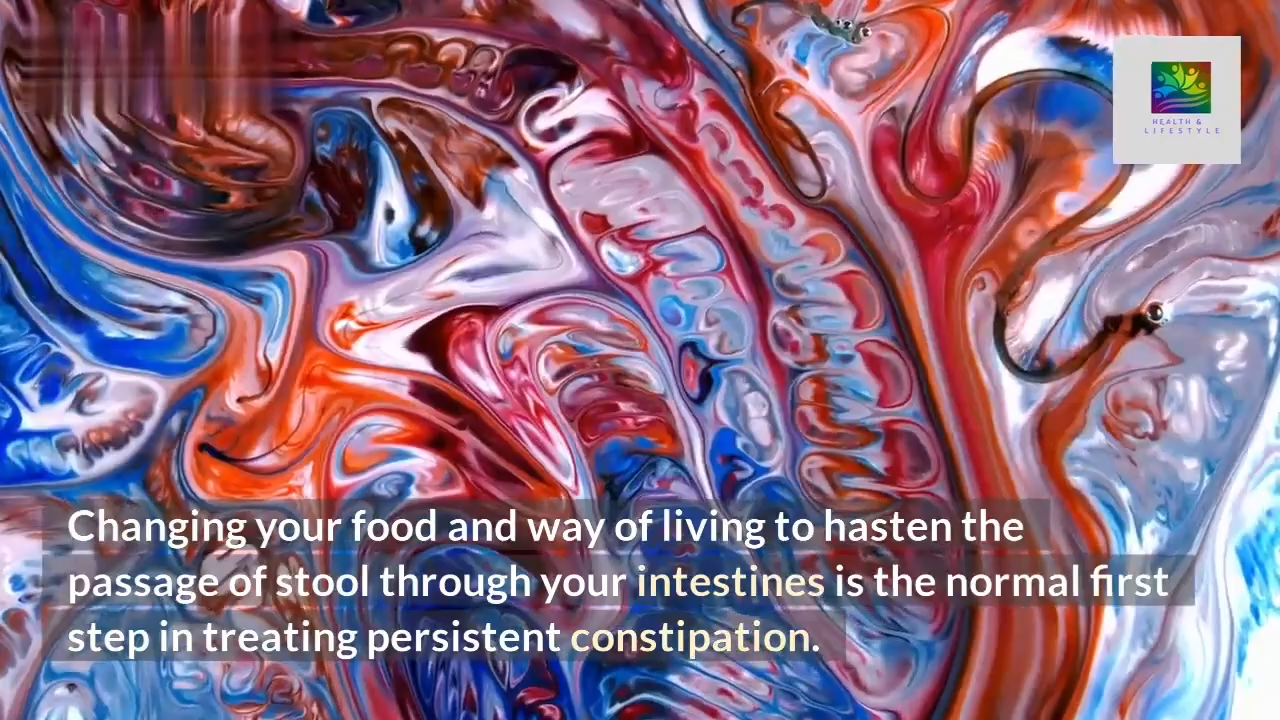 HEALTH &
LIFESTYLE
Changing your food and way of living to hasten the
passage of stool through your intestines is the normal first
step in treating persistent constipation.